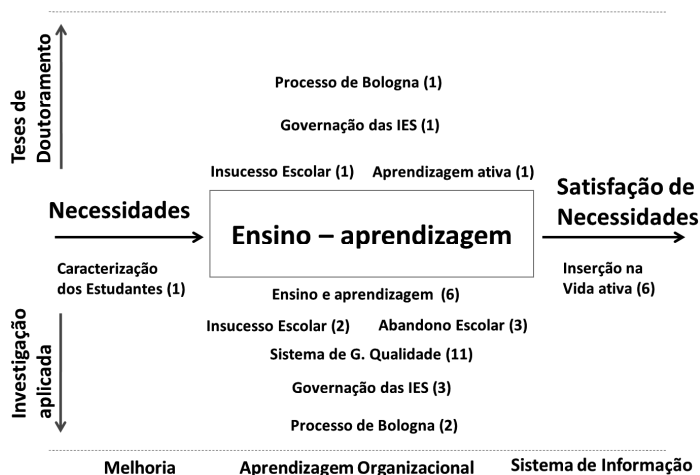 Teses de
Doutoramento
Processo de Bologna (1)
Governação das IES (1)
Insucesso Escolar (1) Aprendizagem ativa (1)
Necessidades
Ensino – aprendizagem
Satisfação de
Necessidades
Caracterização
dos Estudantes (1)
Inserção na
Vida ativa (6)
Investigação
aplicada
Ensino e aprendizagem (6)
Insucesso Escolar (2) Abandono Escolar (3)
Sistema de G. Qualidade (11)
Governação das IES (3)
Processo de Bologna (2)
Melhoria Aprendizagem Organizacional Sistema de Informação